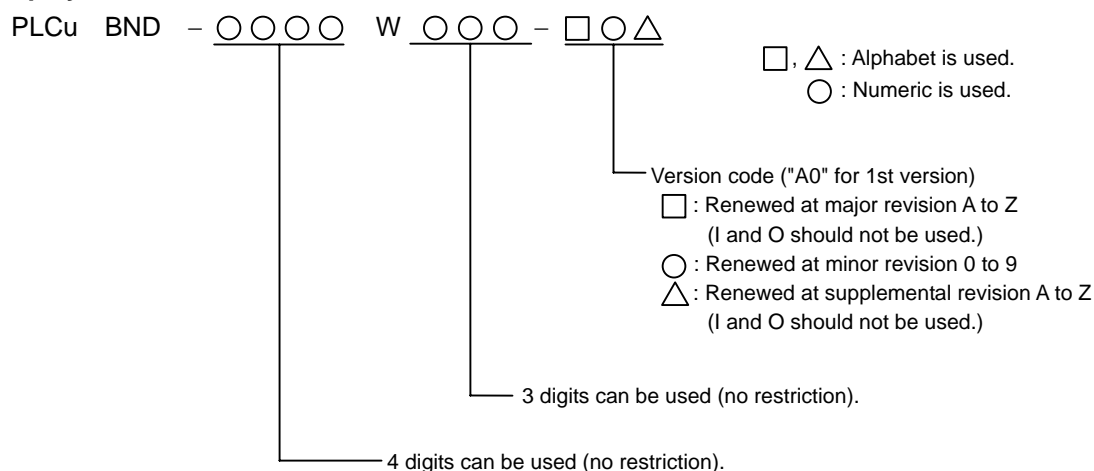 PLCu BND – ○○○○ W ○○○ – □○△
□, △ : Alphabet is used.
○ : Numeric is used.
Version code ("A0" for 1st version)
□ : Renewed at major revision A to Z
(I and O should not be used.)
○ : Renewed at minor revision 0 to 9
△ : Renewed at supplemental revision A to Z
(I and O should not be used.)
3 digits can be used (no restriction).
4 digits can be used (no restriction).